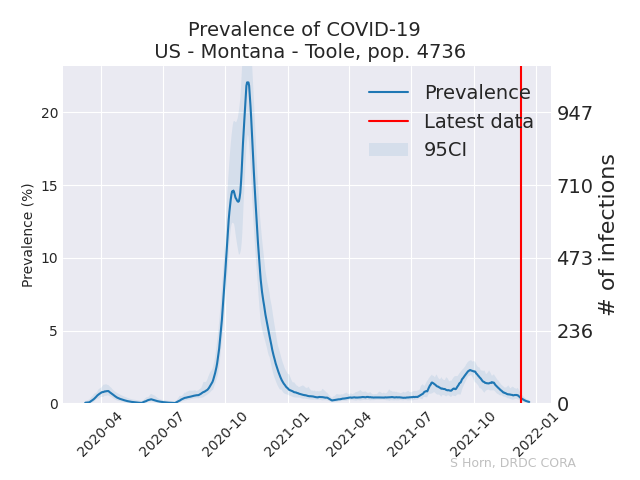 Prevalence of COVID-19
US - Montana - Toole, pop. 4736
Prevalence
Latest data
95CI
Prevalence (%)
20
15
10
5
0
947
710
473
236
0
# of infections
2020-04
2020-07
2020-10
2021-01
2021-04
2021-07
2021-10
2022-01
S Horn, DRDC CORA